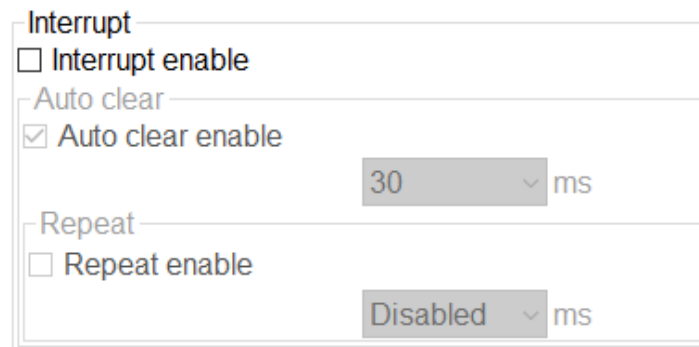 Interrupt
Interrupt enable
Auto clear
Auto clear enable
30 ms
Repeat
Repeat enable
Disabled ms